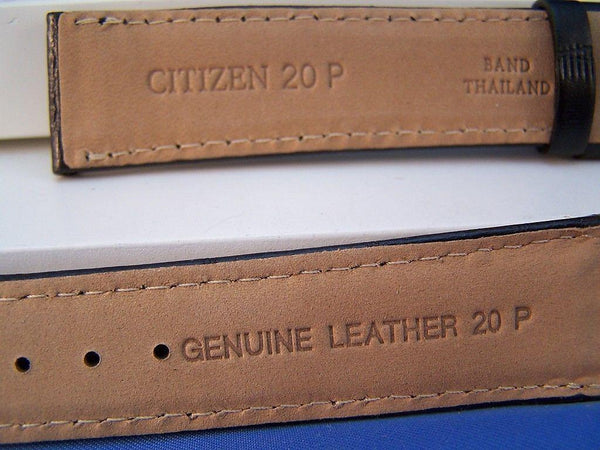 CITIZEN 20 P
BAND
THAILAND
GENUINE LEATHER 20 P